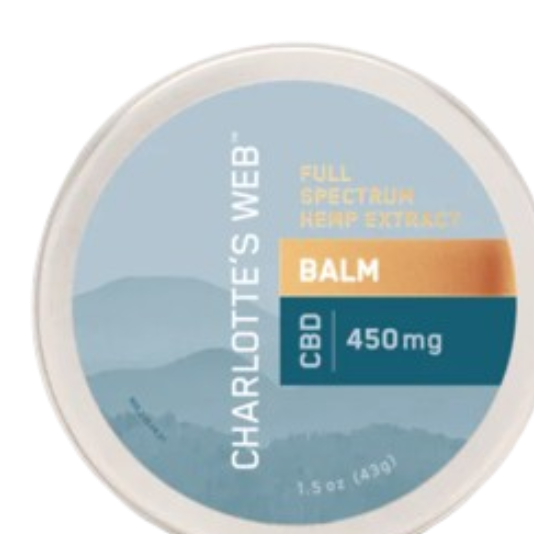 CHARLOTTE'S WEB™
FULL
SPECTRUM
HEMP EXTRACT
BALM
CBD 450mg
1.5 oz (43g)